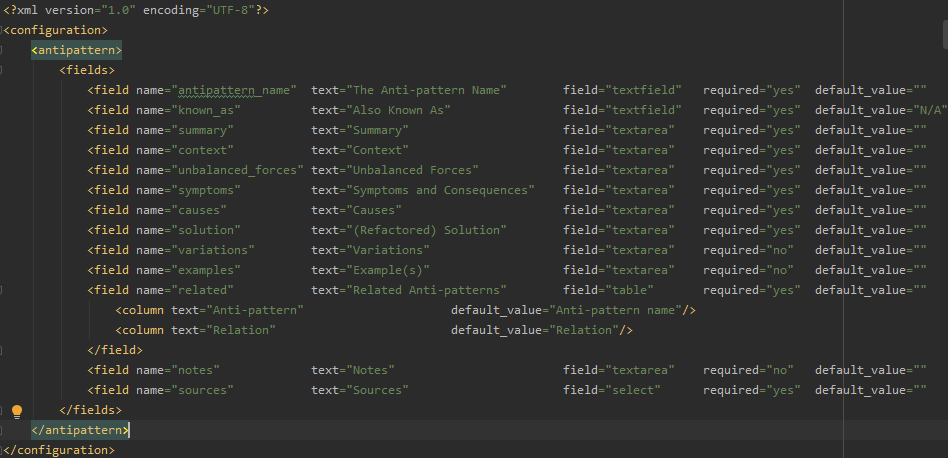 <?xml version="1.0" encoding="UTF-8"?>
<configuration>
<antipattern>
<fields>
<field name="antipattern_name" text="The Anti-pattern Name" field="textfield" required="yes" default_value=""
<field name="known_as" text="Also Known As" field="textfield" required="yes" default_value="N/A"
<field name="summary" text="Summary" field="textarea" required="yes" default_value=""
<field name="context" text="Context" field="textarea" required="yes" default_value=""
<field name="unbalanced_forces" text="Unbalanced Forces" field="textarea" required="yes" default_value=""
<field name="symptoms" text="Symptoms and Consequences" field="textarea" required="yes" default_value=""
<field name="causes" text="Causes" field="textarea" required="yes" default_value=""
<field name="solution" text="(Refactored) Solution" field="textarea" required="yes" default_value=""
<field name="variations" text="Variations" field="textarea" required="no" default_value=""
<field name="examples" text="Example(s)" field="textarea" required="no" default_value=""
<field name="related" text="Related Anti-patterns" field="table" required="yes" default_value=""
<column text="Anti-pattern" default_value="Anti-pattern name"/>
<column text="Relation" default_value="Relation"/>
</field>
<field name="notes" text="Notes" field="textarea" required="no" default_value=""
<field name="sources" text="Sources" field="select" required="yes" default_value=""
</fields>
</antipattern>
</configuration>